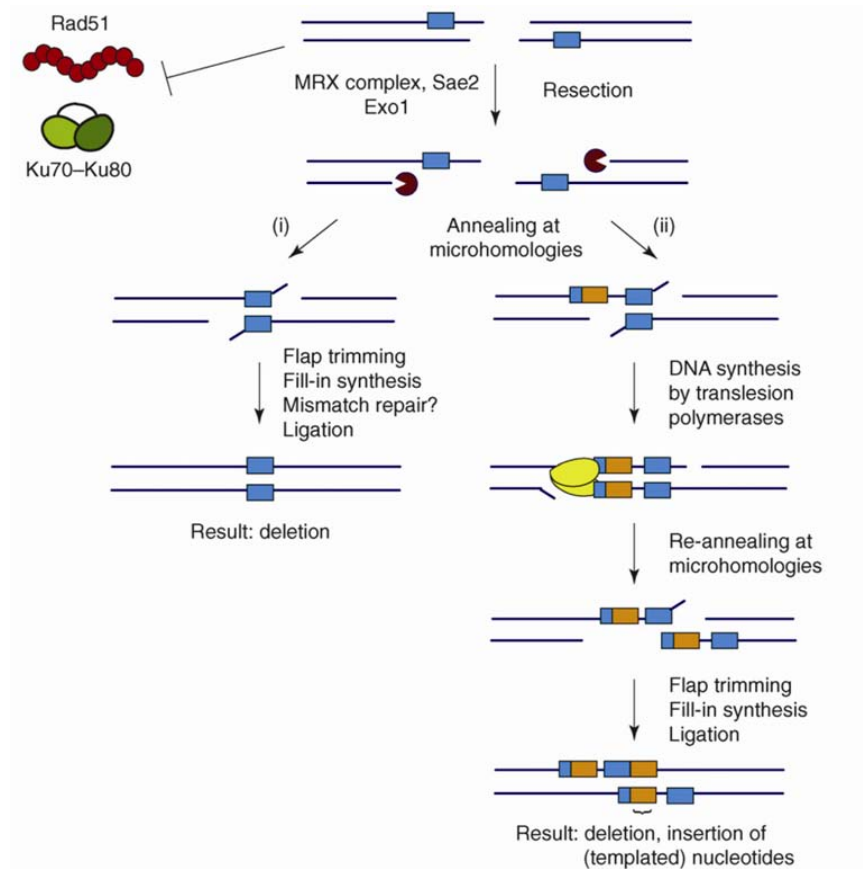 Rad51
Ku70–Ku80
MRX complex, Sae2
Exo1
Resection
(i)
Annealing at
microhomologies
(ii)
Flap trimming
Fill-in synthesis
Mismatch repair?
Ligation
Result: deletion
DNA synthesis
by translesion
polymerases
Re-annealing at
microhomologies
Flap trimming
Fill-in synthesis
Ligation
Result: deletion, insertion of
(templated) nucleotides